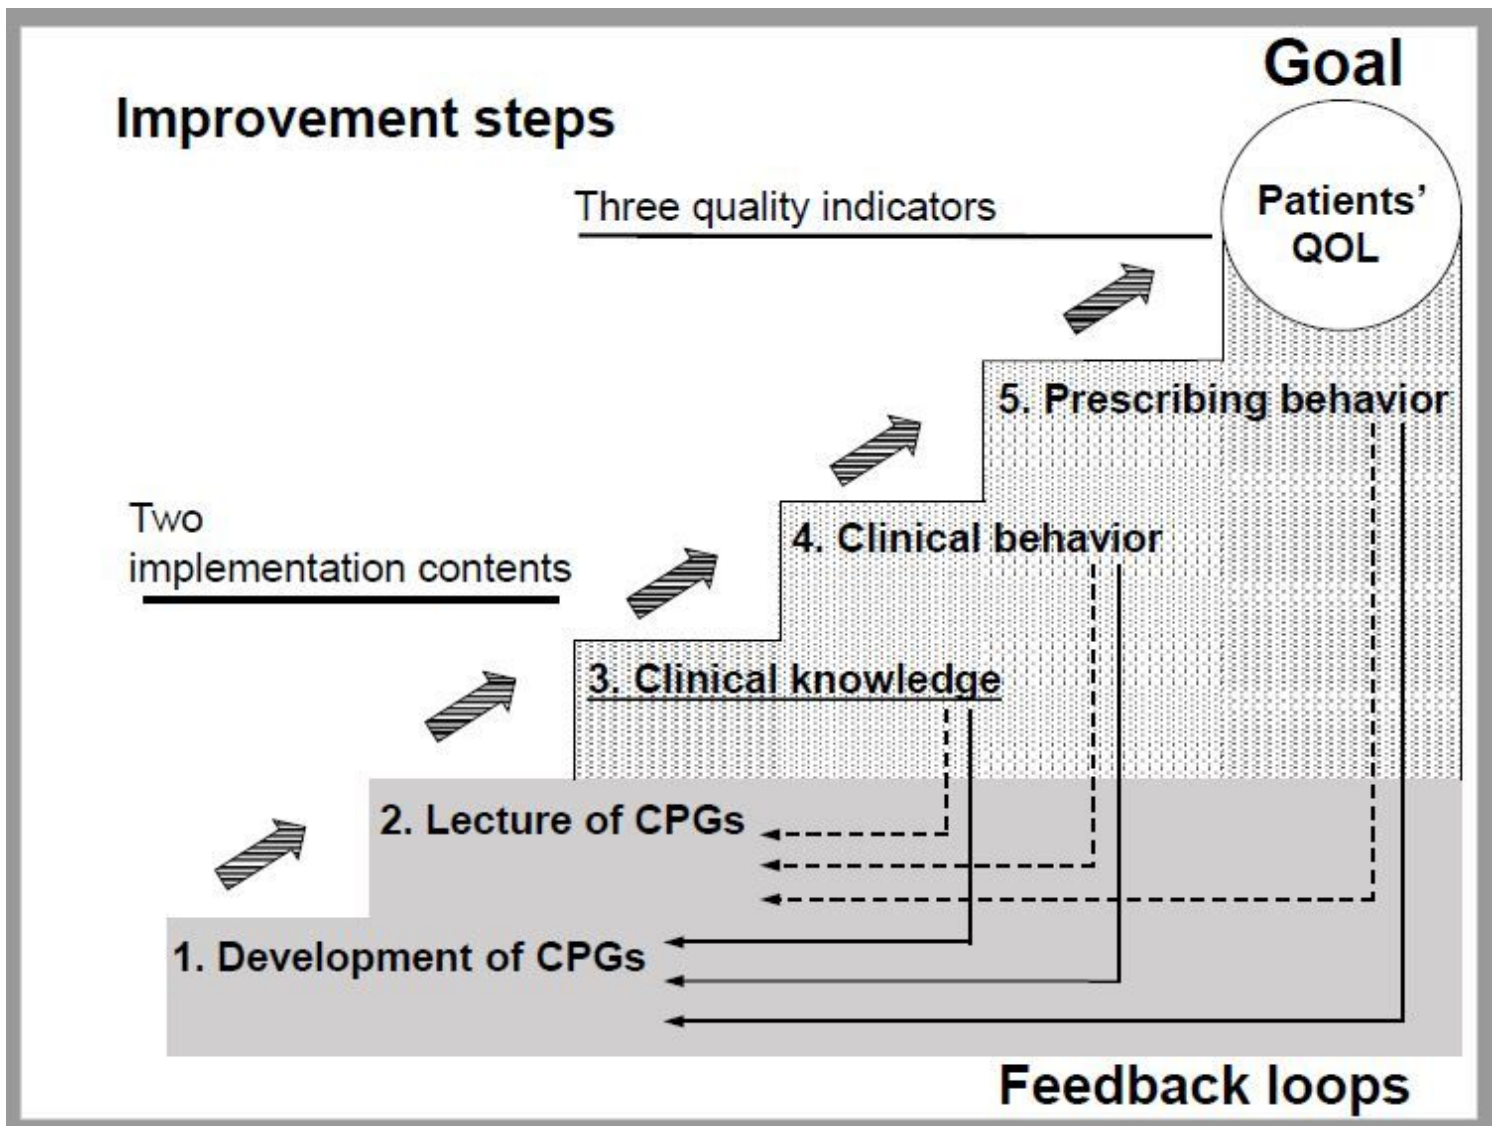 Goal
Improvement steps
Patients’
QOL
Three quality indicators
5. Prescribing behavior
Two
implementation contents
4. Clinical behavior
3. Clinical knowledge
2. Lecture of CPGs
1. Development of CPGs
Feedback loops